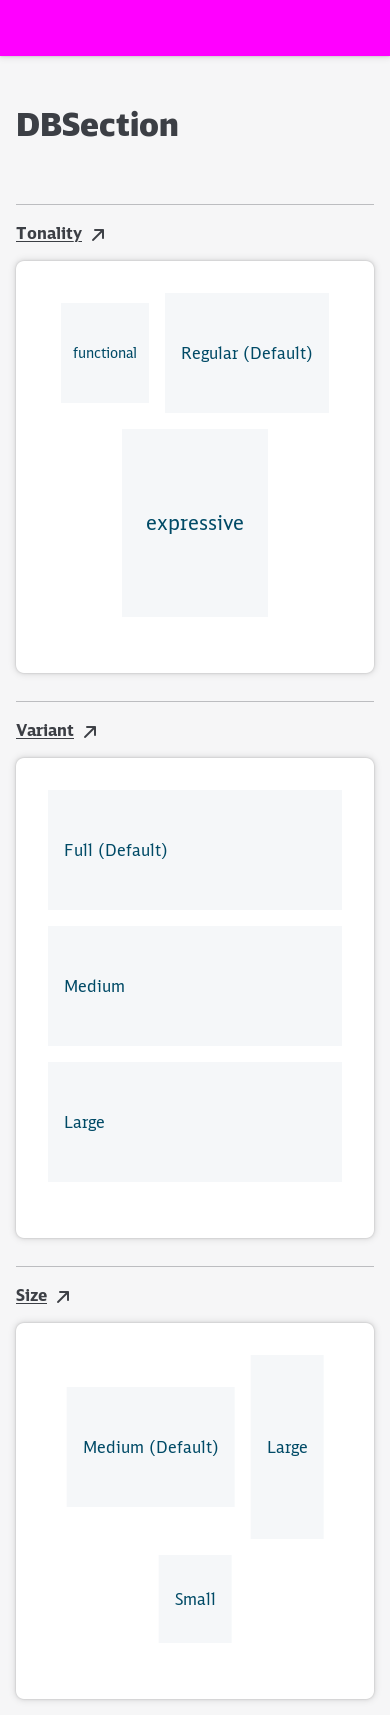 DBSection
Tonality
functional
Regular (Default)
expressive
Variant
Full (Default)
Medium
Large
Size
Medium (Default)
Large
Small